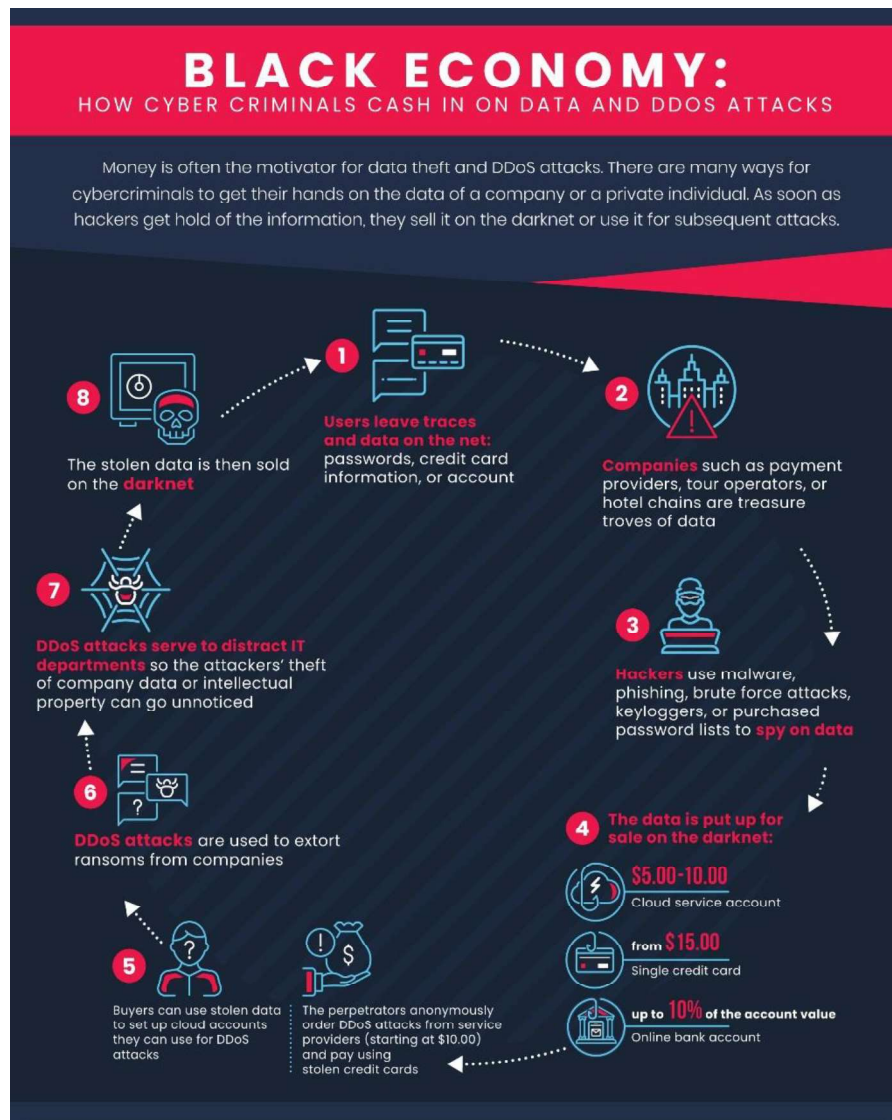 BLACK ECONOMY:
HOW CYBER CRIMINALS CASH IN ON DATA AND DDOS ATTACKS
Money is often the motivator for data theft and DDoS attacks. There are many ways for
cybercriminals to get their hands on the data of a company or a private individual. As soon as
hackers get hold of the information, they sell it on the darknet or use it for subsequent attacks.
1
Users leave traces
and data on the net:
passwords, credit card
information, or account
2
Companies such as payment
providers, tour operators, or
hotel chains are treasure
troves of data
3
Hackers use malware,
phishing, brute force attacks,
keyloggers, or purchased
password lists to spy on data
4
The data is put up for
sale on the darknet:
$5.00-10.00
Cloud service account
from $15.00
Single credit card
up to 10% of the account value
Online bank account
5
Buyers can use stolen data
to set up cloud accounts
they can use for DDoS
attacks
The perpetrators anonymously
order DDoS attacks from service
providers (starting at $10.00)
and pay using
stolen credit cards
6
DDoS attacks are used to extort
ransoms from companies
7
DDoS attacks serve to distract IT
departments so the attackers' theft
of company data or intellectual
property can go unnoticed
8
The stolen data is then sold
on the darknet